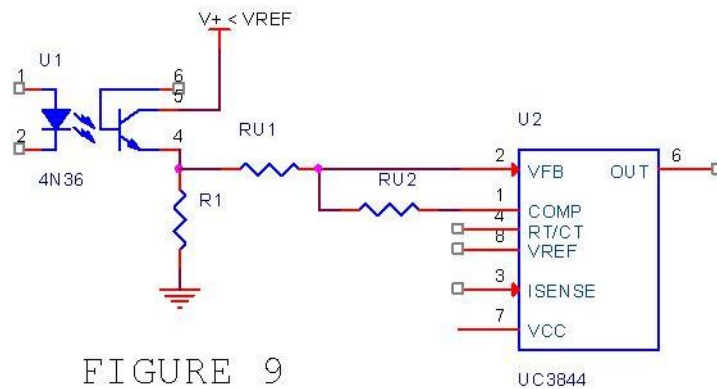 V+ < VREF
U1
1
6
5
2
4
4N36
RU1
R1
RU2
U2
2
VFB
OUT
6
1
COMP
4
RT/CT
8
VREF
3
ISENSE
7
VCC
UC3844
FIGURE 9